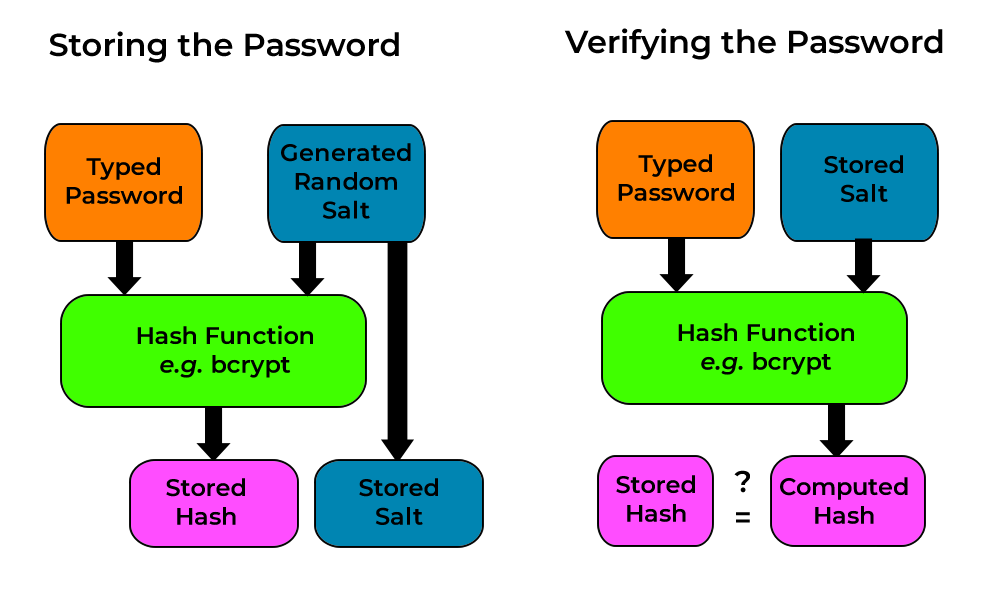 Storing the Password
Typed
Password
Generated
Random
Salt
Hash Function
e.g. bcrypt
Stored
Hash
Stored
Salt
Verifying the Password
Typed
Password
Stored
Salt
Hash Function
e.g. bcrypt
Stored
Hash
?
=
Computed
Hash